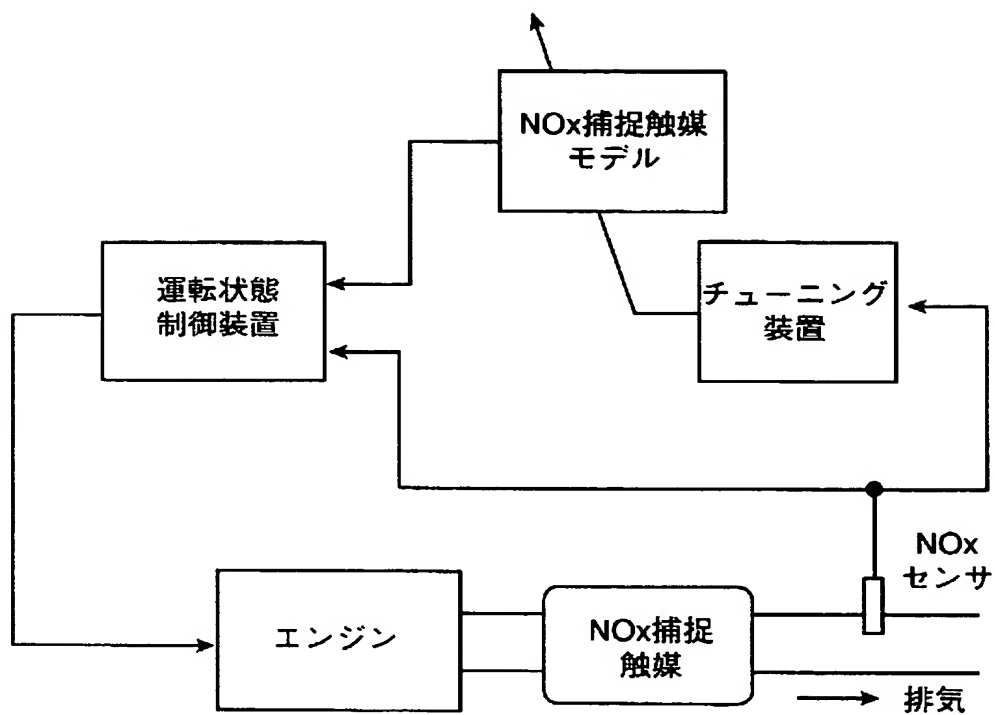 NOx捕捉触媒
モデル
運転状態
制御装置
チューニング
装置
NOx
センサ
エンジン
NOx捕捉
触媒
排気